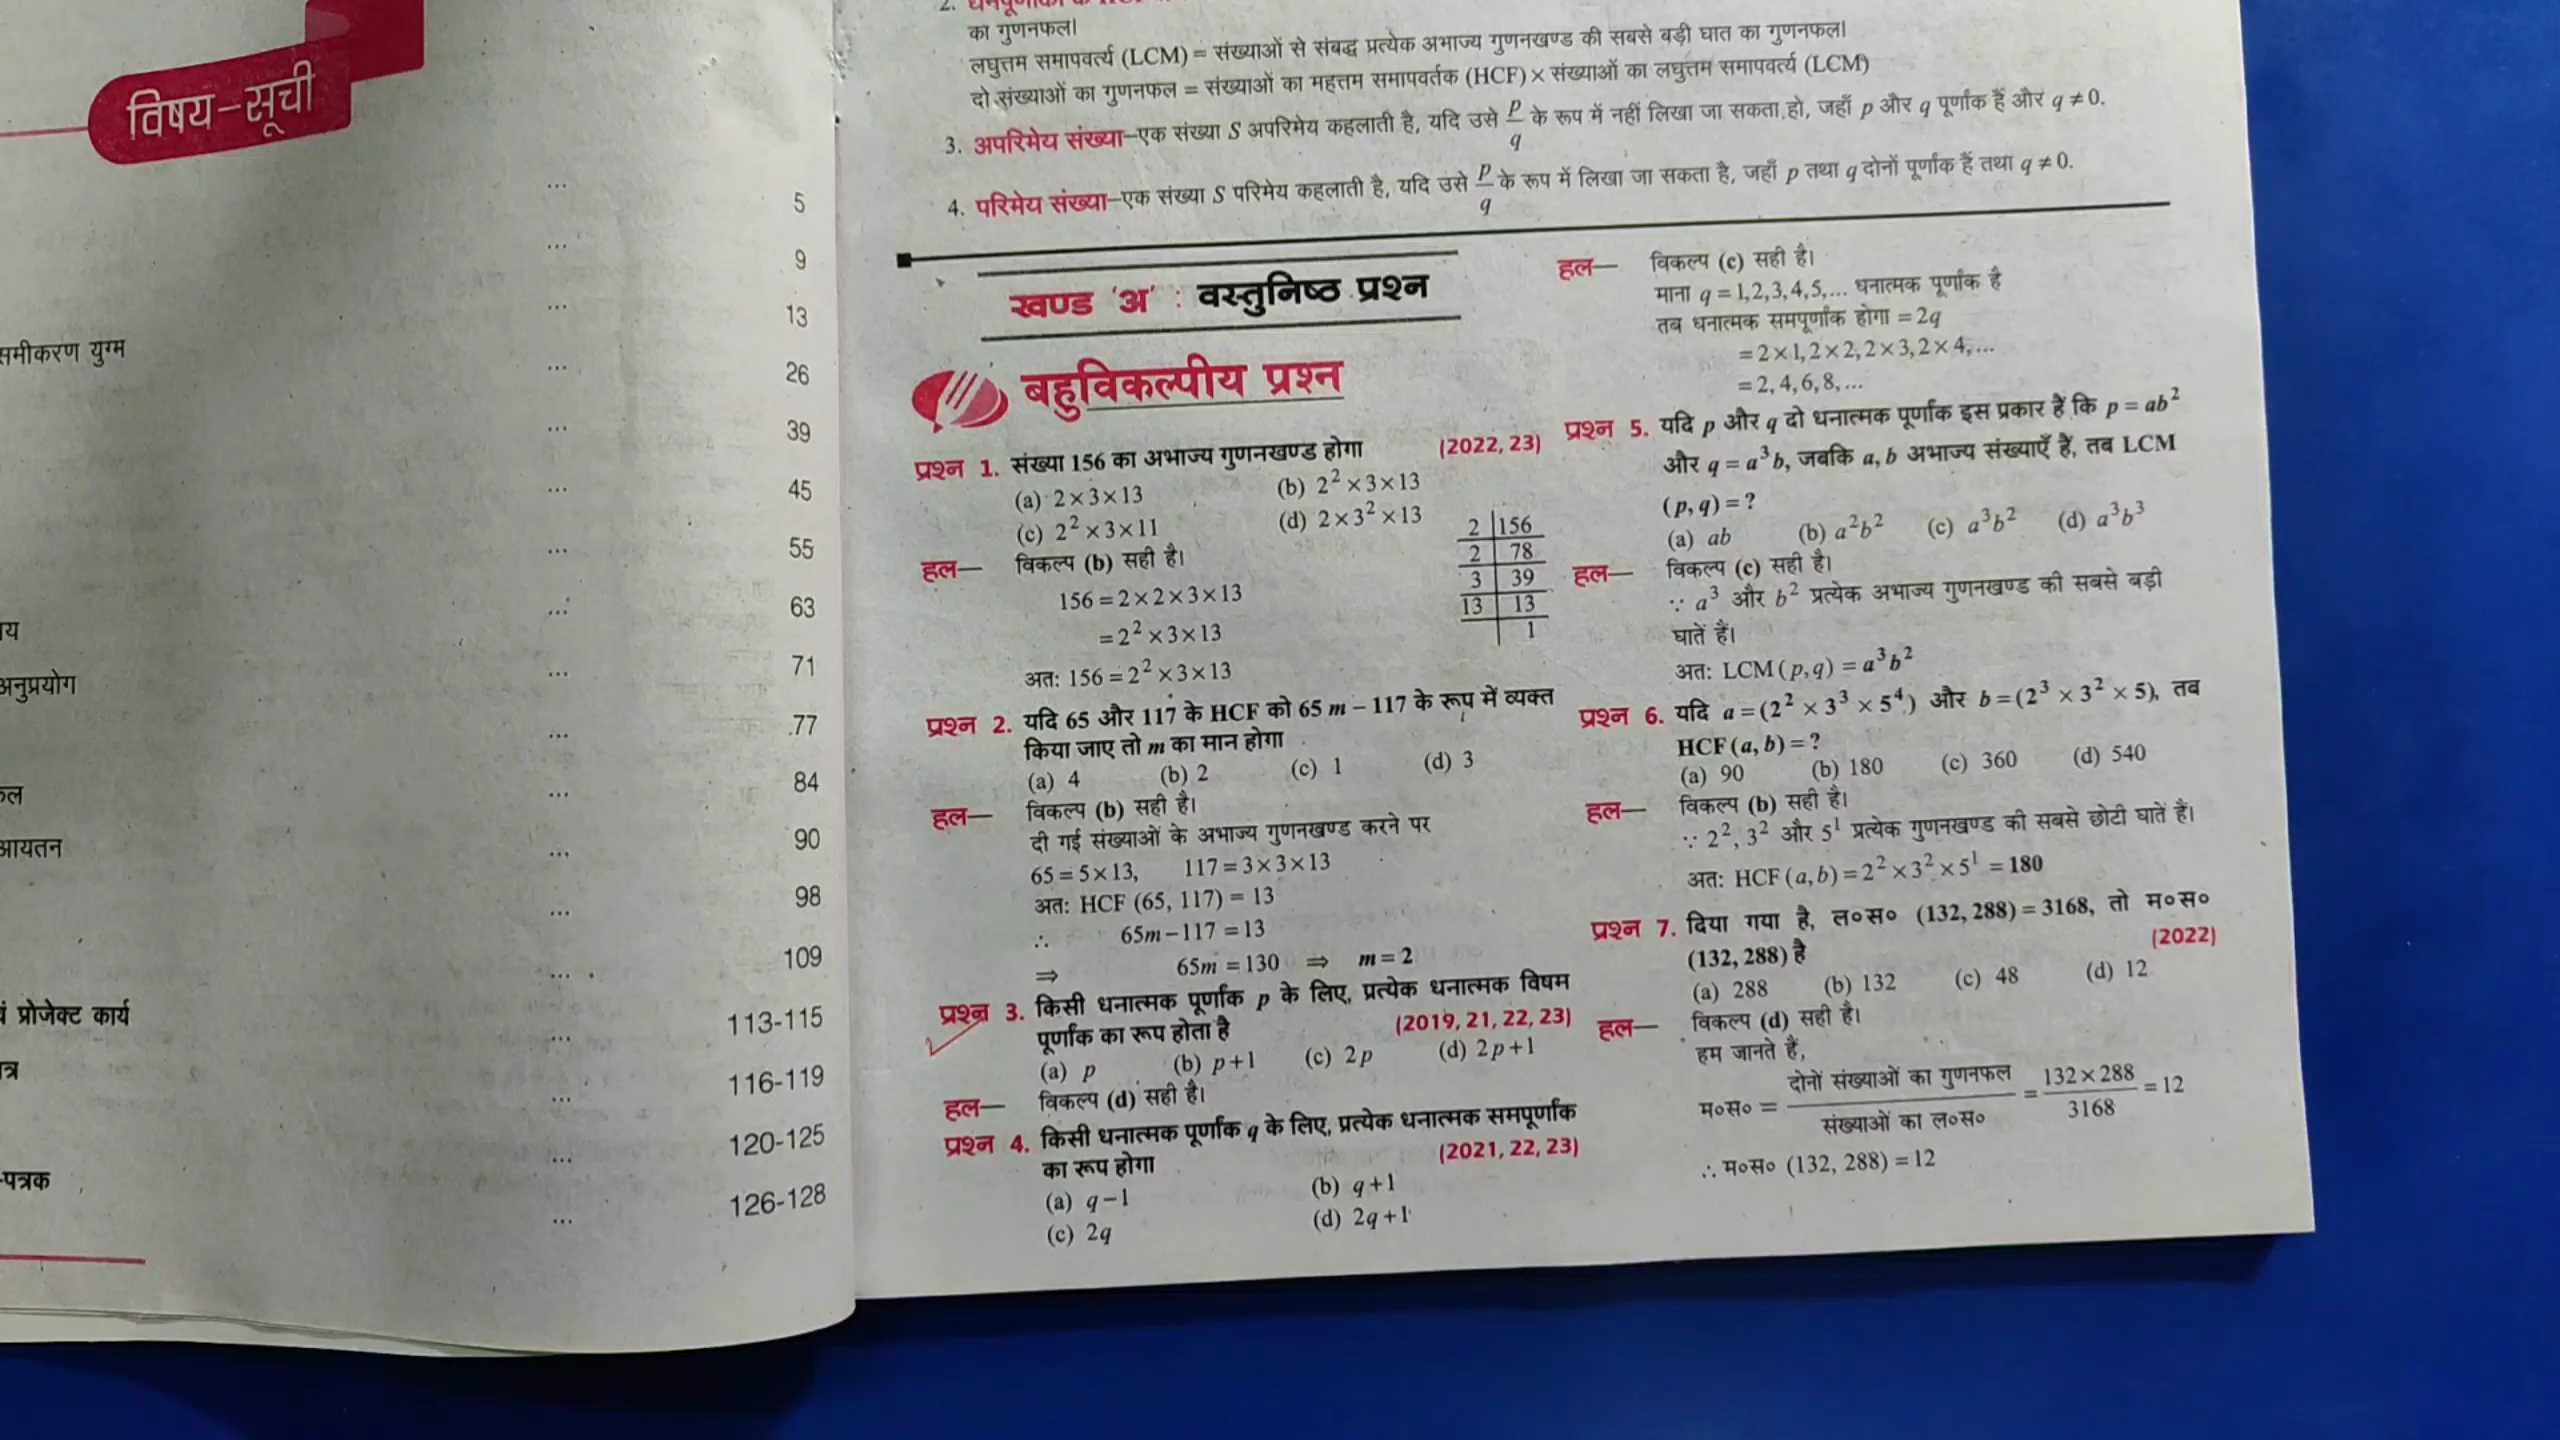 विषय-सूची
... 5
... 9
... 13
समीकरण युग्म ... 26
... 39
... 45
... 55
... 63
... 71
अनुप्रयोग ... 77
... 84
आयतन ... 90
... 98
... 109
प्रोजेक्ट कार्य ... 113-115
... 116-119
... 120-125
-पत्रक ... 126-128
2.
का गुणनफल।
लघुत्तम समापवर्त्य (LCM) = संख्याओं से संबद्ध प्रत्येक अभाज्य गुणनखण्ड की सबसे बड़ी घात का गुणनफल।
दो संख्याओं का गुणनफल = संख्याओं का महत्तम समापवर्तक (HCF) × संख्याओं का लघुत्तम समापवर्त्य (LCM)
3. अपरिमेय संख्या–एक संख्या S अपरिमेय कहलाती है, यदि उसे p/q के रूप में नहीं लिखा जा सकता हो, जहाँ p और q पूर्णांक हैं और q ≠ 0.
4. परिमेय संख्या–एक संख्या S परिमेय कहलाती है, यदि उसे p/q के रूप में लिखा जा सकता है, जहाँ p तथा q दोनों पूर्णांक हैं तथा q ≠ 0.
खण्ड 'अ' : वस्तुनिष्ठ प्रश्न
बहुविकल्पीय प्रश्न
प्रश्न 1. संख्या 156 का अभाज्य गुणनखण्ड होगा (2022, 23)
(a) 2×3×13 (b) 2² ×3×13
(c) 2² ×3×11 (d) 2×3² ×13
हल— विकल्प (b) सही है।
2 | 156
2 | 78
3 | 39
13 | 13
| 1
156 = 2×2×3×13
= 2² ×3×13
अतः 156 = 2² ×3×13
प्रश्न 2. यदि 65 और 117 के HCF को 65 m – 117 के रूप में व्यक्त
किया जाए तो m का मान होगा
(a) 4 (b) 2 (c) 1 (d) 3
हल— विकल्प (b) सही है।
दी गई संख्याओं के अभाज्य गुणनखण्ड करने पर
65 = 5×13, 117 = 3×3×13
अतः HCF (65, 117) = 13
∴ 65m – 117 = 13
⇒ 65m = 130 ⇒ m = 2
प्रश्न 3. किसी धनात्मक पूर्णांक p के लिए, प्रत्येक धनात्मक विषम
पूर्णांक का रूप होता है (2019, 21, 22, 23)
(a) p (b) p+1 (c) 2p (d) 2p+1
हल— विकल्प (d) सही है।
प्रश्न 4. किसी धनात्मक पूर्णांक q के लिए, प्रत्येक धनात्मक समपूर्णांक
का रूप होगा (2021, 22, 23)
(a) q–1 (b) q+1
(c) 2q (d) 2q+1
हल— विकल्प (c) सही है।
माना q = 1,2,3,4,5,... धनात्मक पूर्णांक है
तब धनात्मक समपूर्णांक होगा = 2q
= 2×1, 2×2, 2×3, 2×4,...
= 2, 4, 6, 8, ...
प्रश्न 5. यदि p और q दो धनात्मक पूर्णांक इस प्रकार हैं कि p = ab²
और q = a³b, जबकि a, b अभाज्य संख्याएँ हैं, तब LCM
(p, q) = ?
(a) ab (b) a²b² (c) a³b² (d) a³b³
हल— विकल्प (c) सही है।
∵ a³ और b² प्रत्येक अभाज्य गुणनखण्ड की सबसे बड़ी
घातें हैं।
अतः LCM (p,q) = a³b²
प्रश्न 6. यदि a = (2² × 3³ × 5⁴) और b = (2³ × 3² × 5), तब
HCF (a, b) = ?
(a) 90 (b) 180 (c) 360 (d) 540
हल— विकल्प (b) सही है।
∵ 2², 3² और 5¹ प्रत्येक गुणनखण्ड की सबसे छोटी घातें हैं।
अतः HCF (a,b) = 2² ×3² ×5¹ = 180
प्रश्न 7. दिया गया है, ल०स० (132, 288) = 3168, तो म०स०
(132, 288) है (2022)
(a) 288 (b) 132 (c) 48 (d) 12
हल— विकल्प (d) सही है।
हम जानते हैं,
म०स० = दोनों संख्याओं का गुणनफल / संख्याओं का ल०स० = 132×288 / 3168 = 12
∴ म०स० (132, 288) = 12